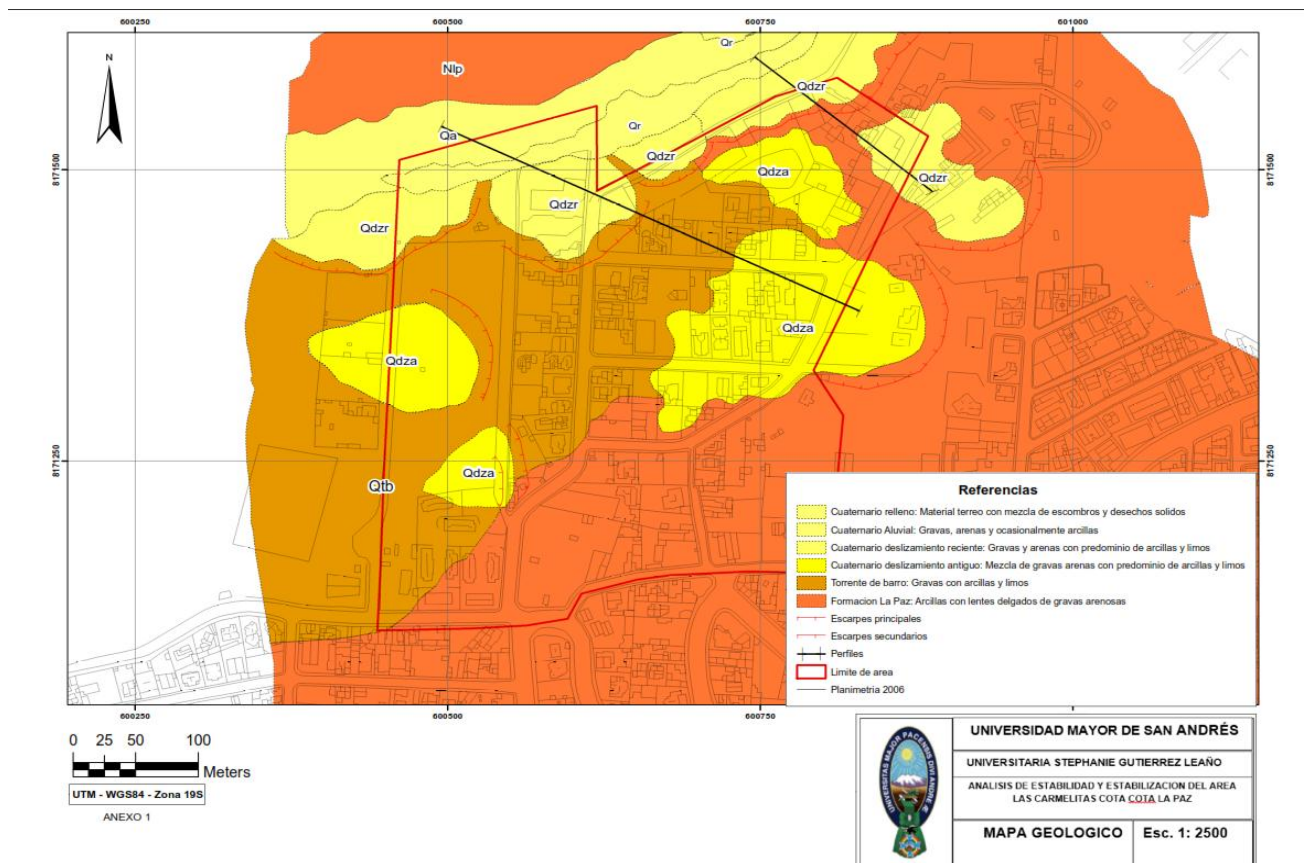 600250
600500
600750
601000
N
Qr
Nlp
Qdzr
Qa
Qr
8171500
Qdzr
8171500
Qdza
Qdzr
Qdzr
Qdzr
Qdza
Qdza
8171250
Qdza
8171250
Qtb
Referencias
Cuaternario relleno: Material terreo con mezcla de escombros y desechos solidos
Cuaternario Aluvial: Gravas, arenas y ocasionalmente arcillas
Cuaternario deslizamiento reciente: Gravas y arenas con predominio de arcillas y limos
Cuaternario deslizamiento antiguo: Mezcla de gravas arenas con predominio de arcillas y limos
Torrente de barro: Gravas con arcillas y limos
Formacion La Paz: Arcillas con lentes delgados de gravas arenosas
Escarpes principales
Escarpes secundarios
Perfiles
Limite de area
Planimetria 2006
600250
600500
600750
601000
0 25 50 100
Meters
UTM - WGS84 - Zona 19S
ANEXO 1
UNIVERSIDAD MAYOR DE SAN ANDRÉS
UNIVERSITARIA STEPHANIE GUTIERREZ LEAÑO
ANALISIS DE ESTABILIDAD Y ESTABILIZACION DEL AREA
LAS CARMELITAS COTA COTA LA PAZ
MAPA GEOLOGICO
Esc. 1: 2500